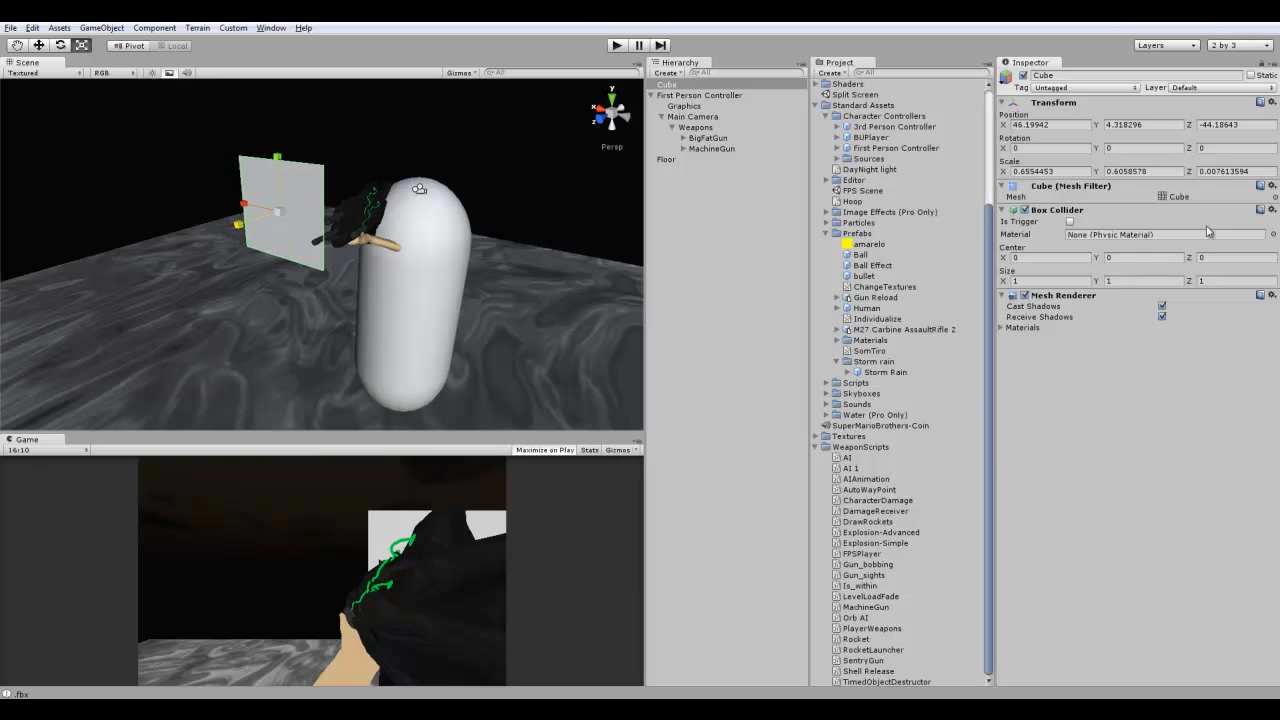 File Edit Assets GameObject Component Terrain Custom Window Help
Pivot Local Layers 2 by 3
Scene
Textured RGB Gizmos All
y
x
z
Persp
Game
16:10 Maximize on Play Stats Gizmos
Hierarchy
Create All
Cube
First Person Controller
Graphics
Main Camera
Weapons
BigFatGun
MachineGun
Floor
Project
Create All
Shaders
Split Screen
Standard Assets
Character Controllers
3rd Person Controller
BUPlayer
First Person Controller
Sources
DayNight light
Editor
FPS Scene
Hoop
Image Effects (Pro Only)
Particles
Prefabs
amarelo
Ball
Ball Effect
bullet
ChangeTextures
Gun Reload
Human
Individualize
M27 Carbine AssaultRifle 2
Materials
SomTiro
Storm rain
Storm Rain
Scripts
Skyboxes
Sounds
Water (Pro Only)
SuperMarioBrothers-Coin
Textures
WeaponScripts
AI
AI 1
AIAnimation
AutoWayPoint
CharacterDamage
DamageReceiver
DrawRockets
Explosion-Advanced
Explosion-Simple
FPSPlayer
Gun_bobbing
Gun_sights
Is_within
LevelLoadFade
MachineGun
Orb AI
PlayerWeapons
Rocket
RocketLauncher
SentryGun
Shell Release
TimedObjectDestructor
Inspector
Cube Static
Tag Untagged Layer Default
Transform
Position
X 46.19942 Y 4.318296 Z -44.18643
Rotation
X 0 Y 0 Z 0
Scale
X 0.6554453 Y 0.6058578 Z 0.007613594
Cube (Mesh Filter)
Mesh Cube
Box Collider
Is Trigger
Material None (Physic Material)
Center
X 0 Y 0 Z 0
Size
X 1 Y 1 Z 1
Mesh Renderer
Cast Shadows
Receive Shadows
Materials
.fbx